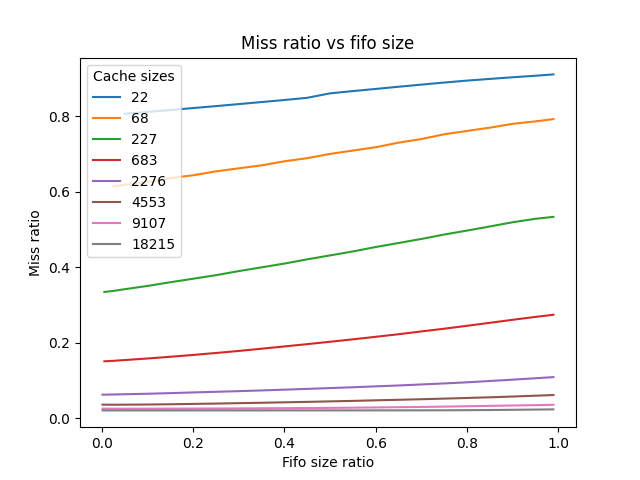 Miss ratio vs fifo size
Cache sizes
22
68
227
683
2276
4553
9107
18215
Miss ratio
0.8
0.6
0.4
0.2
0.0
0.0 0.2 0.4 0.6 0.8 1.0
Fifo size ratio